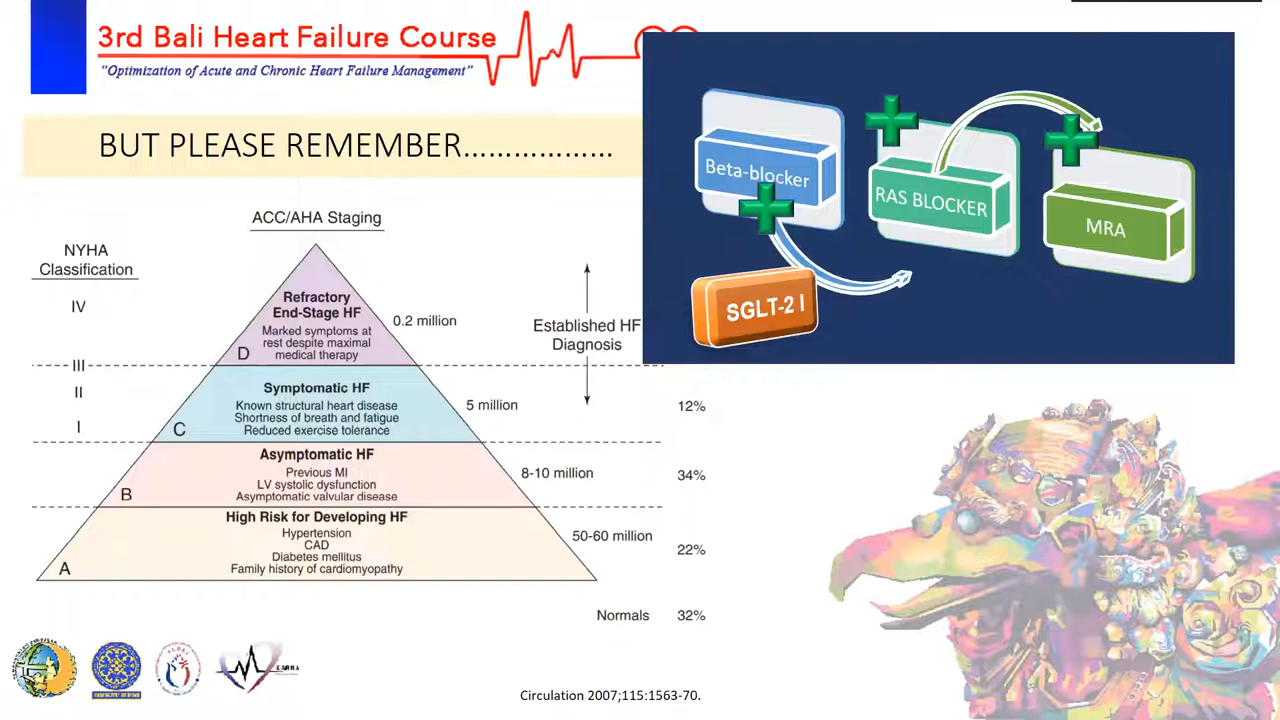 3rd Bali Heart Failure Course
“Optimization of Acute and Chronic Heart Failure Management”
BUT PLEASE REMEMBER………………
Beta-blocker
RAS BLOCKER
MRA
SGLT-2 I
ACC/AHA Staging
NYHA
Classification
IV
III
II
I
Refractory
End-Stage HF
Marked symptoms at
rest despite maximal
medical therapy
D
0.2 million
Established HF
Diagnosis
Symptomatic HF
Known structural heart disease
Shortness of breath and fatigue
Reduced exercise tolerance
C
5 million
12%
Asymptomatic HF
Previous MI
LV systolic dysfunction
Asymptomatic valvular disease
B
8-10 million
34%
High Risk for Developing HF
Hypertension
CAD
Diabetes mellitus
Family history of cardiomyopathy
A
50-60 million
22%
Normals
32%
Circulation 2007;115:1563-70.